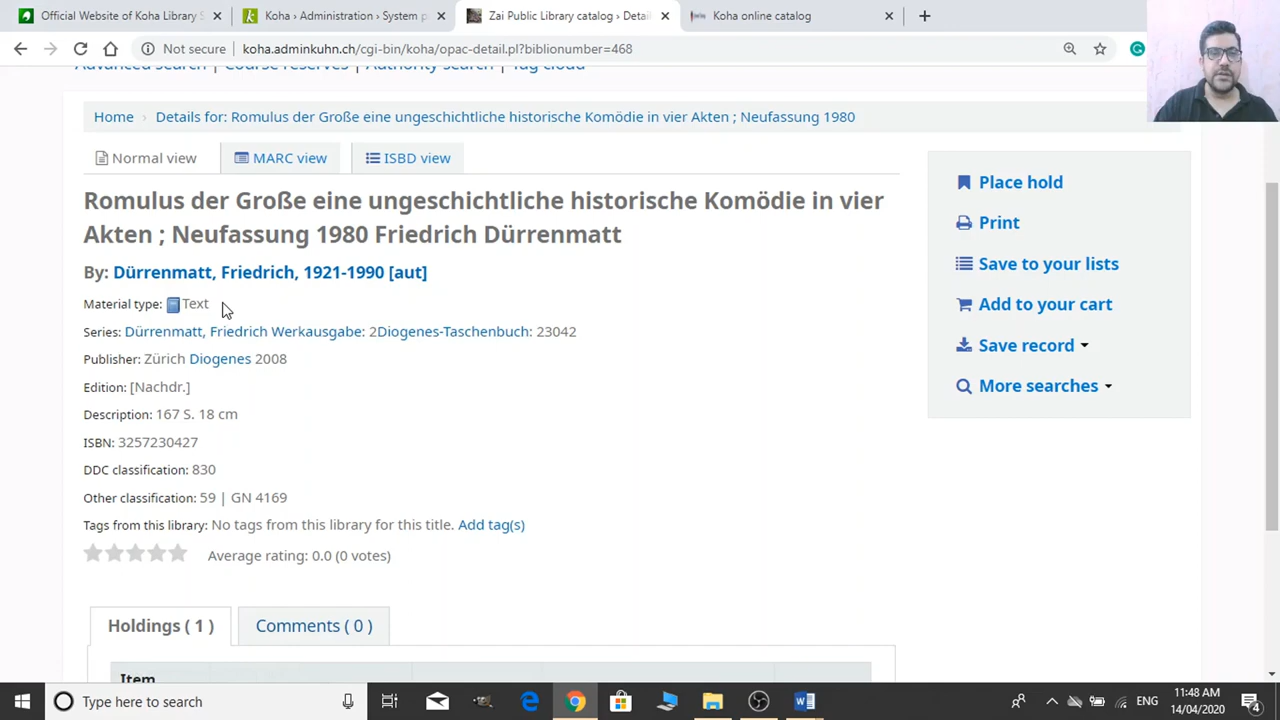 Official Website of Koha Library S
Koha › Administration › System p
Zai Public Library catalog › Detail
Koha online catalog
Not secure | koha.adminkuhn.ch/cgi-bin/koha/opac-detail.pl?biblionumber=468
Advanced search | Course reserves | Authority search | Tag cloud
Home › Details for: Romulus der Große eine ungeschichtliche historische Komödie in vier Akten ; Neufassung 1980
Normal view
MARC view
ISBD view
Romulus der Große eine ungeschichtliche historische Komödie in vier
Akten ; Neufassung 1980 Friedrich Dürrenmatt
By: Dürrenmatt, Friedrich, 1921-1990 [aut]
Material type: Text
Series: Dürrenmatt, Friedrich Werkausgabe: 2Diogenes-Taschenbuch: 23042
Publisher: Zürich Diogenes 2008
Edition: [Nachdr.]
Description: 167 S. 18 cm
ISBN: 3257230427
DDC classification: 830
Other classification: 59 | GN 4169
Tags from this library: No tags from this library for this title. Add tag(s)
Average rating: 0.0 (0 votes)
Place hold
Print
Save to your lists
Add to your cart
Save record
More searches
Holdings ( 1 )
Comments ( 0 )
Item
Type here to search
ENG
11:48 AM
14/04/2020
4